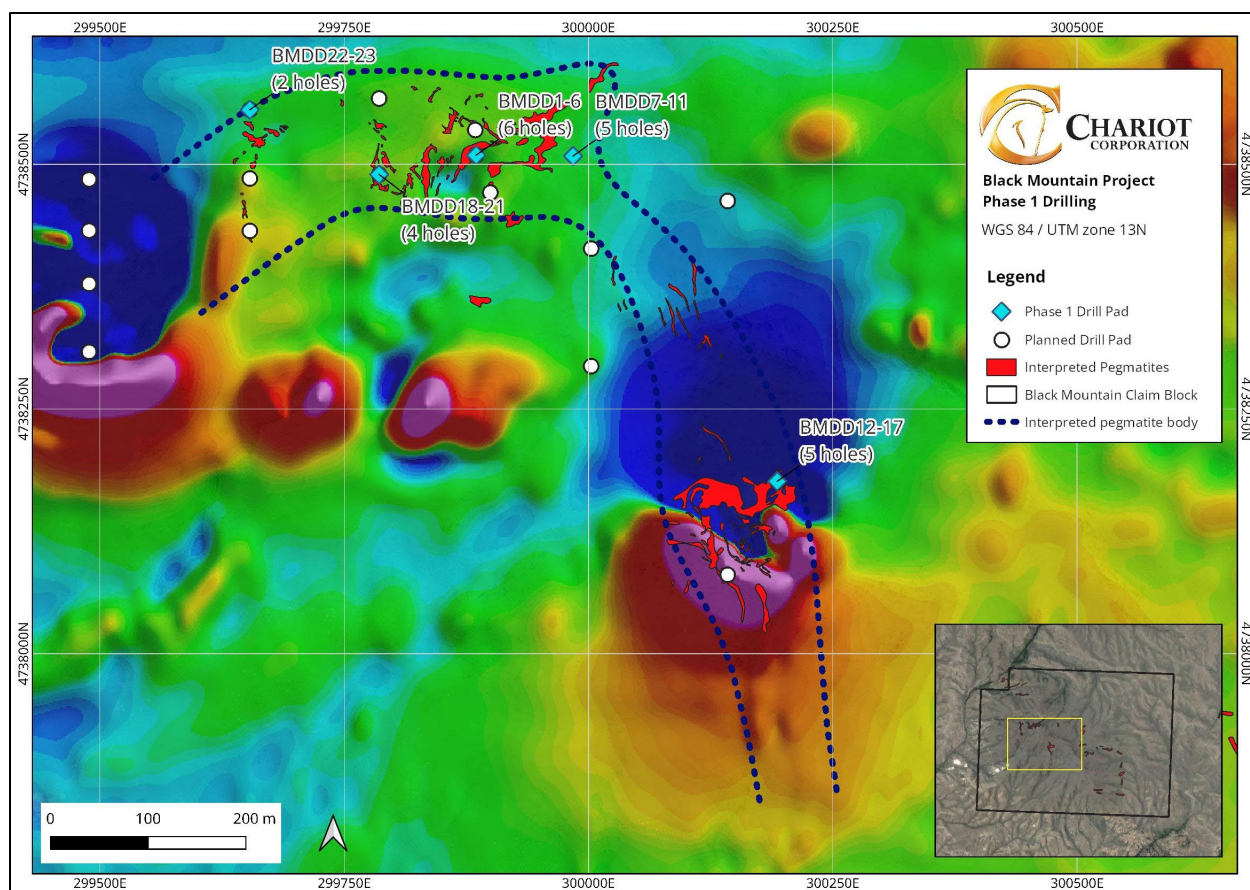 299500E 299750E 300000E 300250E 300500E
BMDD22-23
(2 holes)
BMDD1-6
(6 holes)
BMDD7-11
(5 holes)
BMDD18-21
(4 holes)
BMDD12-17
(5 holes)
4738500N
4738250N
4738000N
4738500N
4738250N
4738000N
CHARIOT
CORPORATION
Black Mountain Project
Phase 1 Drilling
WGS 84 / UTM zone 13N
Legend
Phase 1 Drill Pad
Planned Drill Pad
Interpreted Pegmatites
Black Mountain Claim Block
Interpreted pegmatite body
0 100 200 m
299500E 299750E 300000E 300250E 300500E